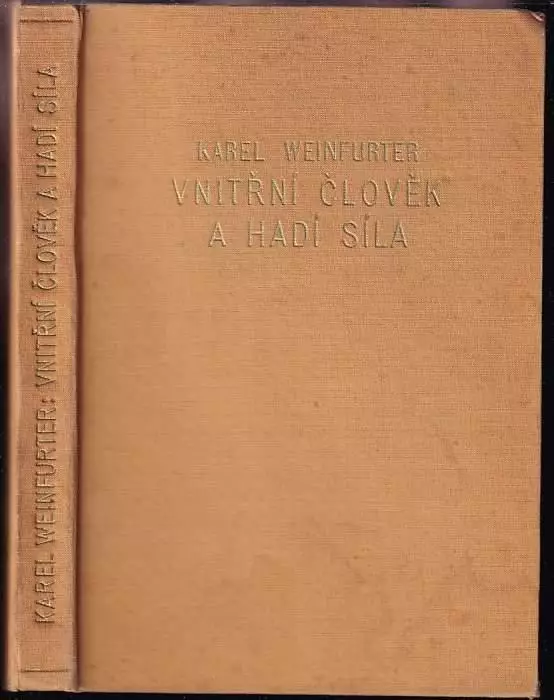 KAREL WEINFURTER: VNITŘNÍ ČLOVĚK A HADÍ SÍLA
KAREL WEINFURTER:
VNITŘNÍ ČLOVĚK
A HADÍ SÍLA